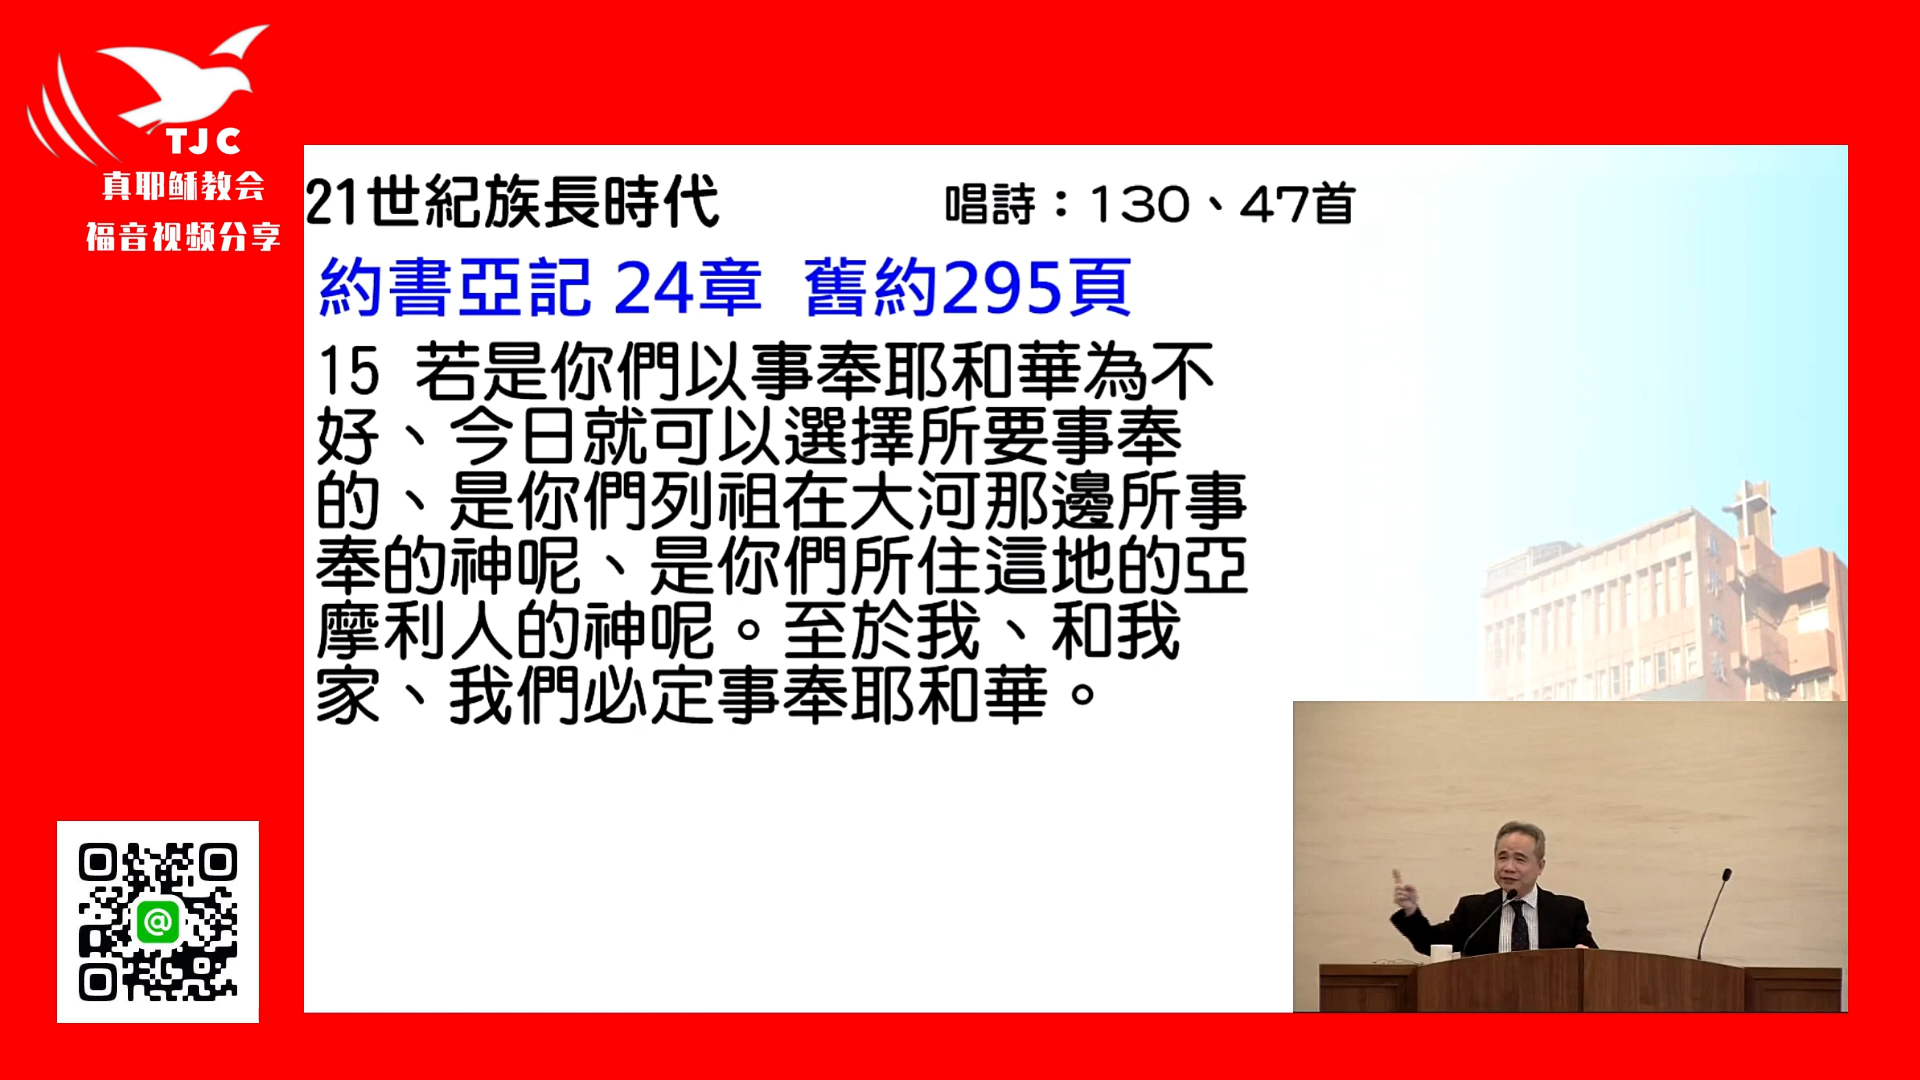 TJC
真耶稣教会
福音视频分享
21世紀族長時代
唱詩：130、47首
約書亞記 24章 舊約295頁
15 若是你們以事奉耶和華為不
好、今日就可以選擇所要事奉
的、是你們列祖在大河那邊所事
奉的神呢、是你們所住這地的亞
摩利人的神呢。至於我、和我
家、我們必定事奉耶和華。
@